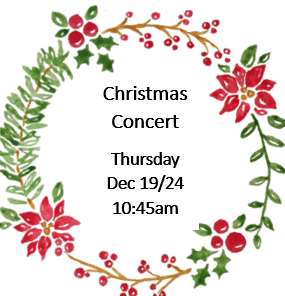 Christmas
Concert
Thursday
Dec 19/24
10:45am